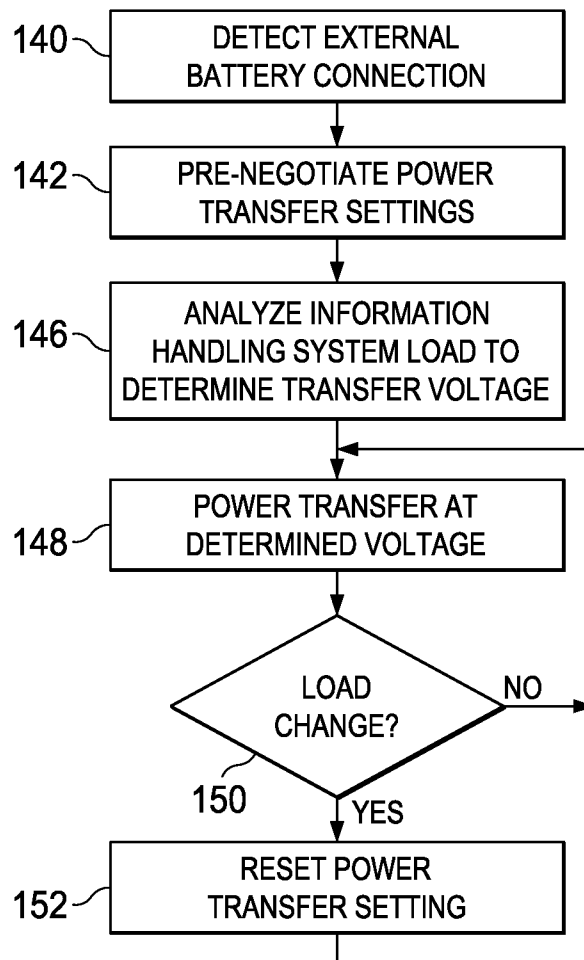 140
DETECT EXTERNAL
BATTERY CONNECTION
142
PRE-NEGOTIATE POWER
TRANSFER SETTINGS
146
ANALYZE INFORMATION
HANDLING SYSTEM LOAD TO
DETERMINE TRANSFER VOLTAGE
148
POWER TRANSFER AT
DETERMINED VOLTAGE
LOAD
CHANGE?
NO
150
YES
152
RESET POWER
TRANSFER SETTING